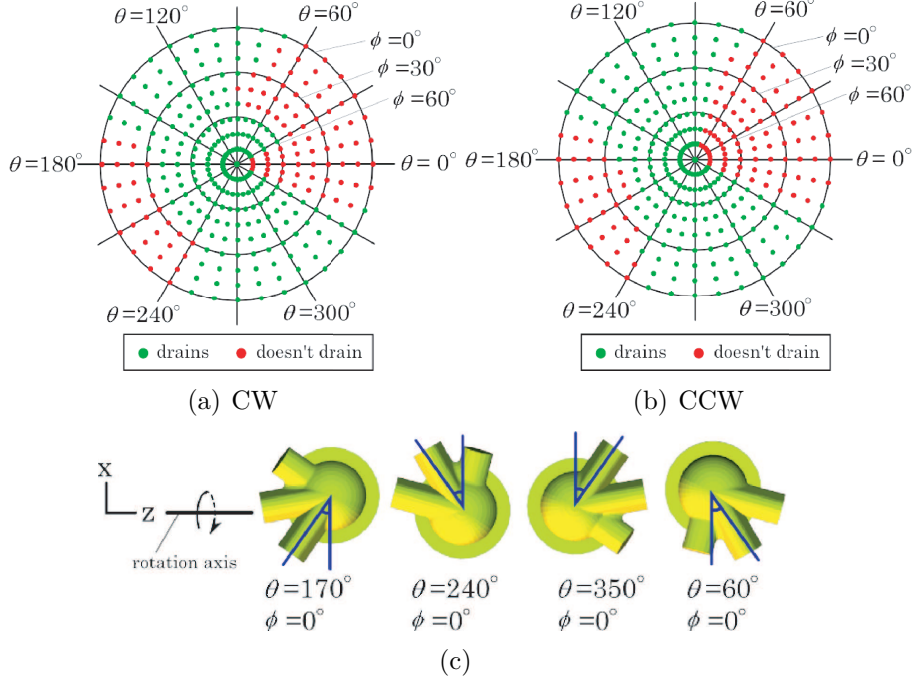 θ=120°
θ=60°
ϕ=0°
ϕ=30°
ϕ=60°
θ=180°
θ=0°
θ=240°
θ=300°
drains
doesn't drain
(a) CW
θ=120°
θ=60°
ϕ=0°
ϕ=30°
ϕ=60°
θ=180°
θ=0°
θ=240°
θ=300°
drains
doesn't drain
(b) CCW
X
Z
rotation axis
θ=170°
ϕ=0°
θ=240°
ϕ=0°
θ=350°
ϕ=0°
θ=60°
ϕ=0°
(c)